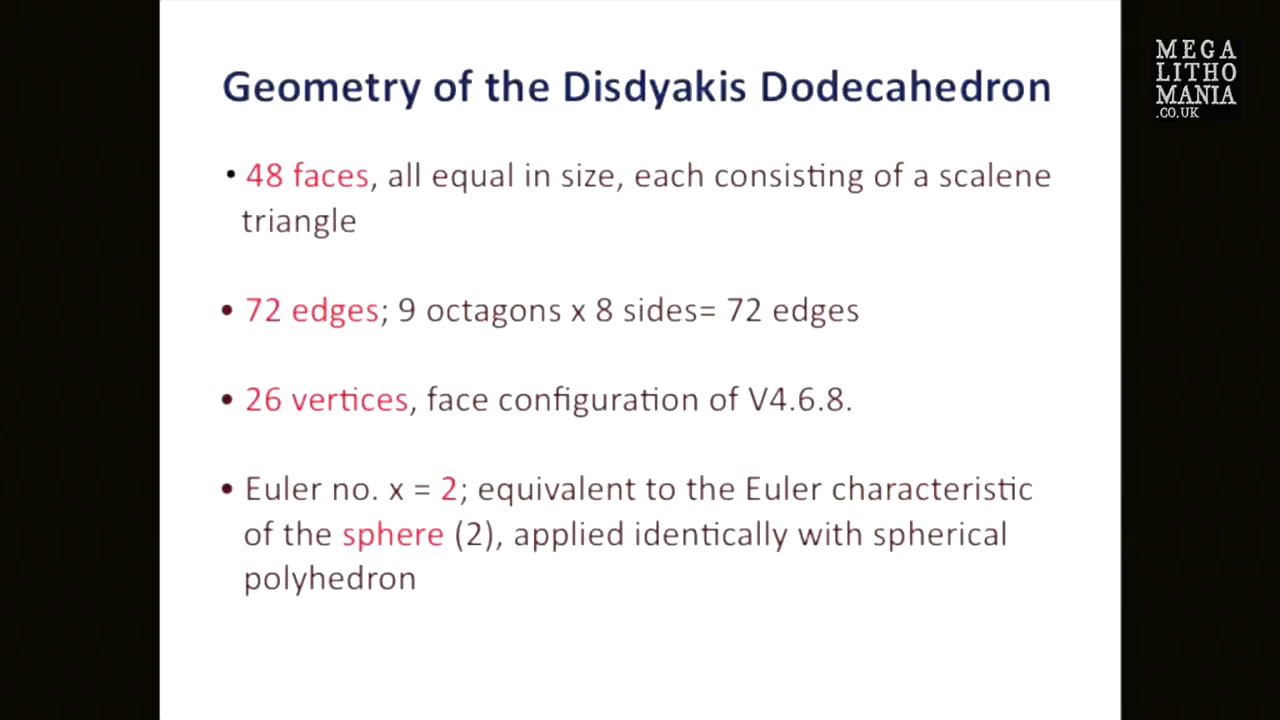 Geometry of the Disdyakis Dodecahedron
• 48 faces, all equal in size, each consisting of a scalene
triangle
• 72 edges; 9 octagons x 8 sides= 72 edges
• 26 vertices, face configuration of V4.6.8.
• Euler no. x = 2; equivalent to the Euler characteristic
of the sphere (2), applied identically with spherical
polyhedron
MEGA
LITHO
MANIA
.CO.UK